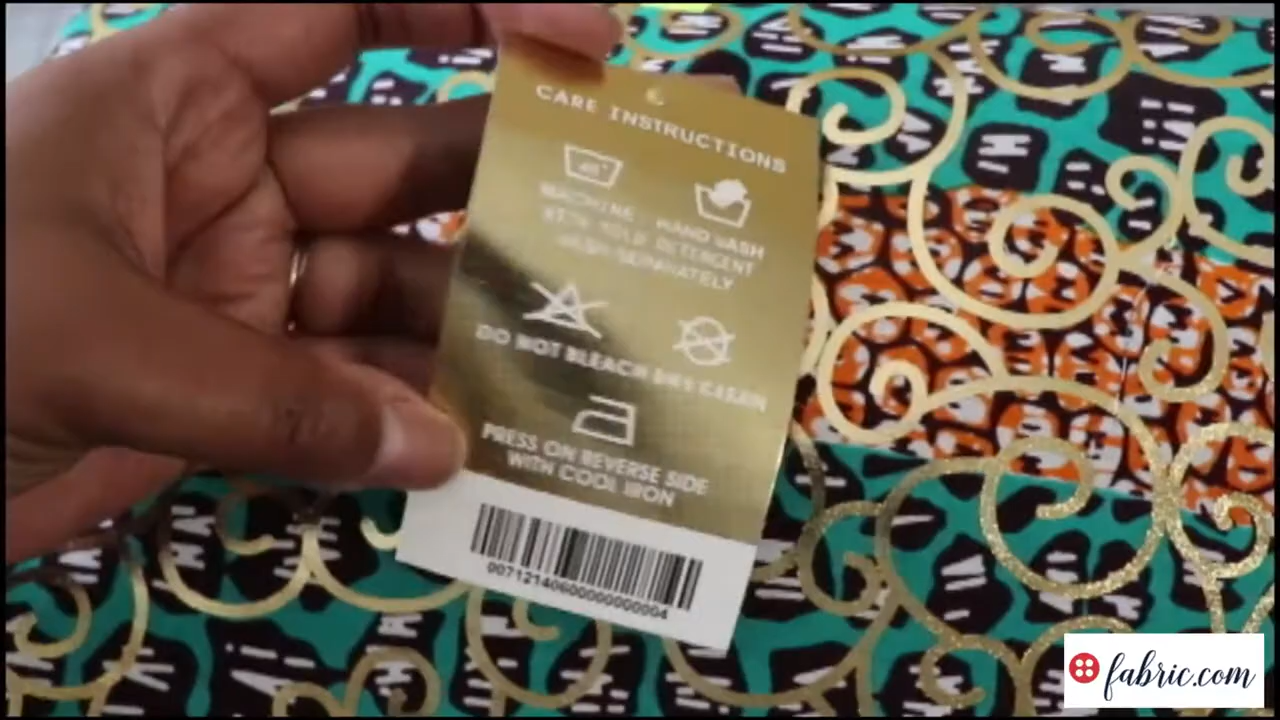 CARE INSTRUCTIONS
40°
MACHINE - HAND WASH
WITH MILD DETERGENT
WASH SEPARATELY
DO NOT BLEACH DRY CLEAN
PRESS ON REVERSE SIDE
WITH COOL IRON
fabric.com